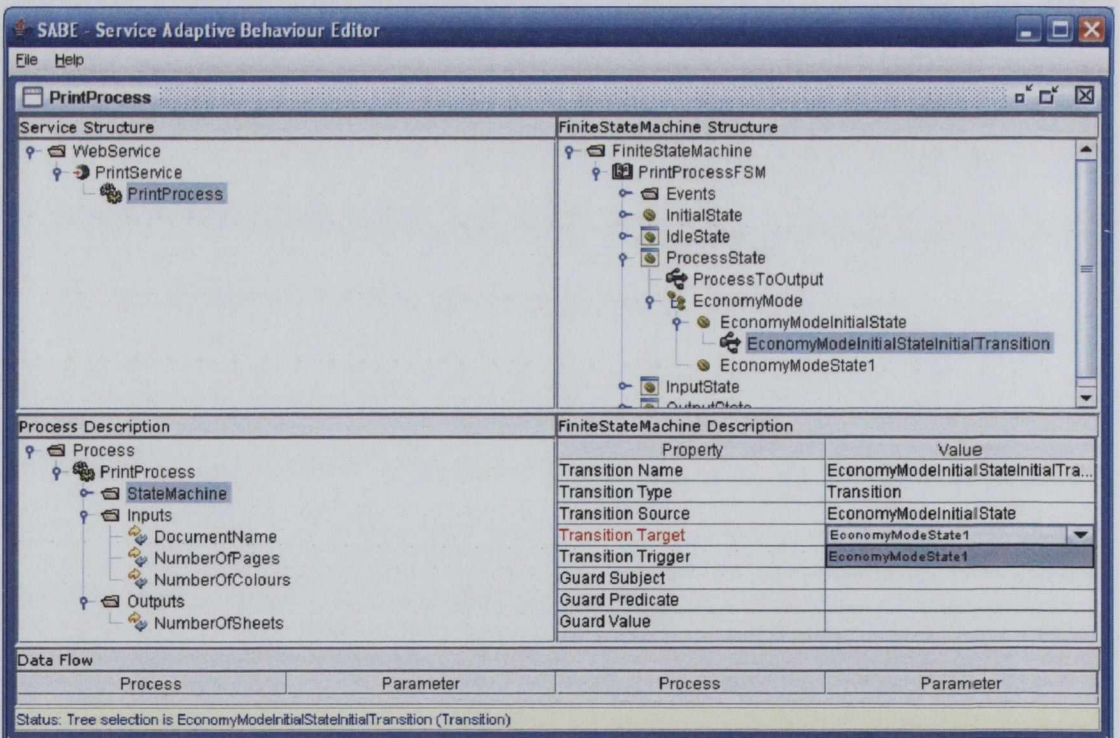 SABE - Service Adaptive Behaviour Editor
File Help
PrintProcess
Service Structure
WebService
PrintService
PrintProcess
FiniteStateMachine Structure
FiniteStateMachine
PrintProcessFSM
Events
InitialState
IdleState
ProcessState
ProcessToOutput
EconomyMode
EconomyModeInitialState
EconomyModeInitialStateInitialTransition
EconomyModeState1
InputState
OutputState
Process Description
Process
PrintProcess
StateMachine
Inputs
DocumentName
NumberOfPages
NumberOfColours
Outputs
NumberOfSheets
FiniteStateMachine Description
Property Value
Transition Name EconomyModeInitialStateInitialTra...
Transition Type Transition
Transition Source EconomyModeInitialState
Transition Target EconomyModeState1
Transition Trigger EconomyModeState1
Guard Subject
Guard Predicate
Guard Value
Data Flow
Process Parameter Process Parameter
Status: Tree selection is EconomyModeInitialStateInitialTransition (Transition)